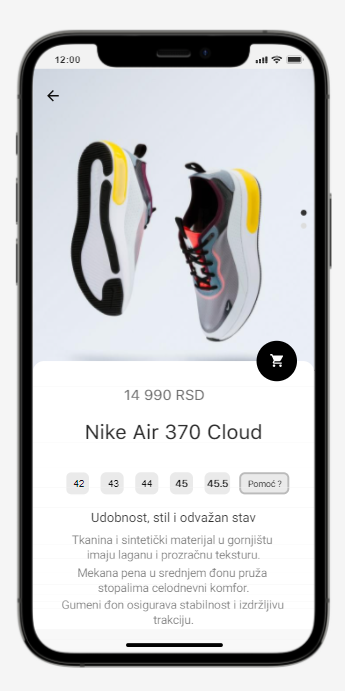 12:00
14 990 RSD
Nike Air 370 Cloud
42 43 44 45 45.5 Pomoć ?
Udobnost, stil i odvažan stav
Tkanina i sintetički materijal u gornjištu
imaju laganu i prozračnu teksturu.
Mekana pena u srednjem đonu pruža
stopalima celodnevni komfor.
Gumeni đon osigurava stabilnost i izdržljivu
trakciju.